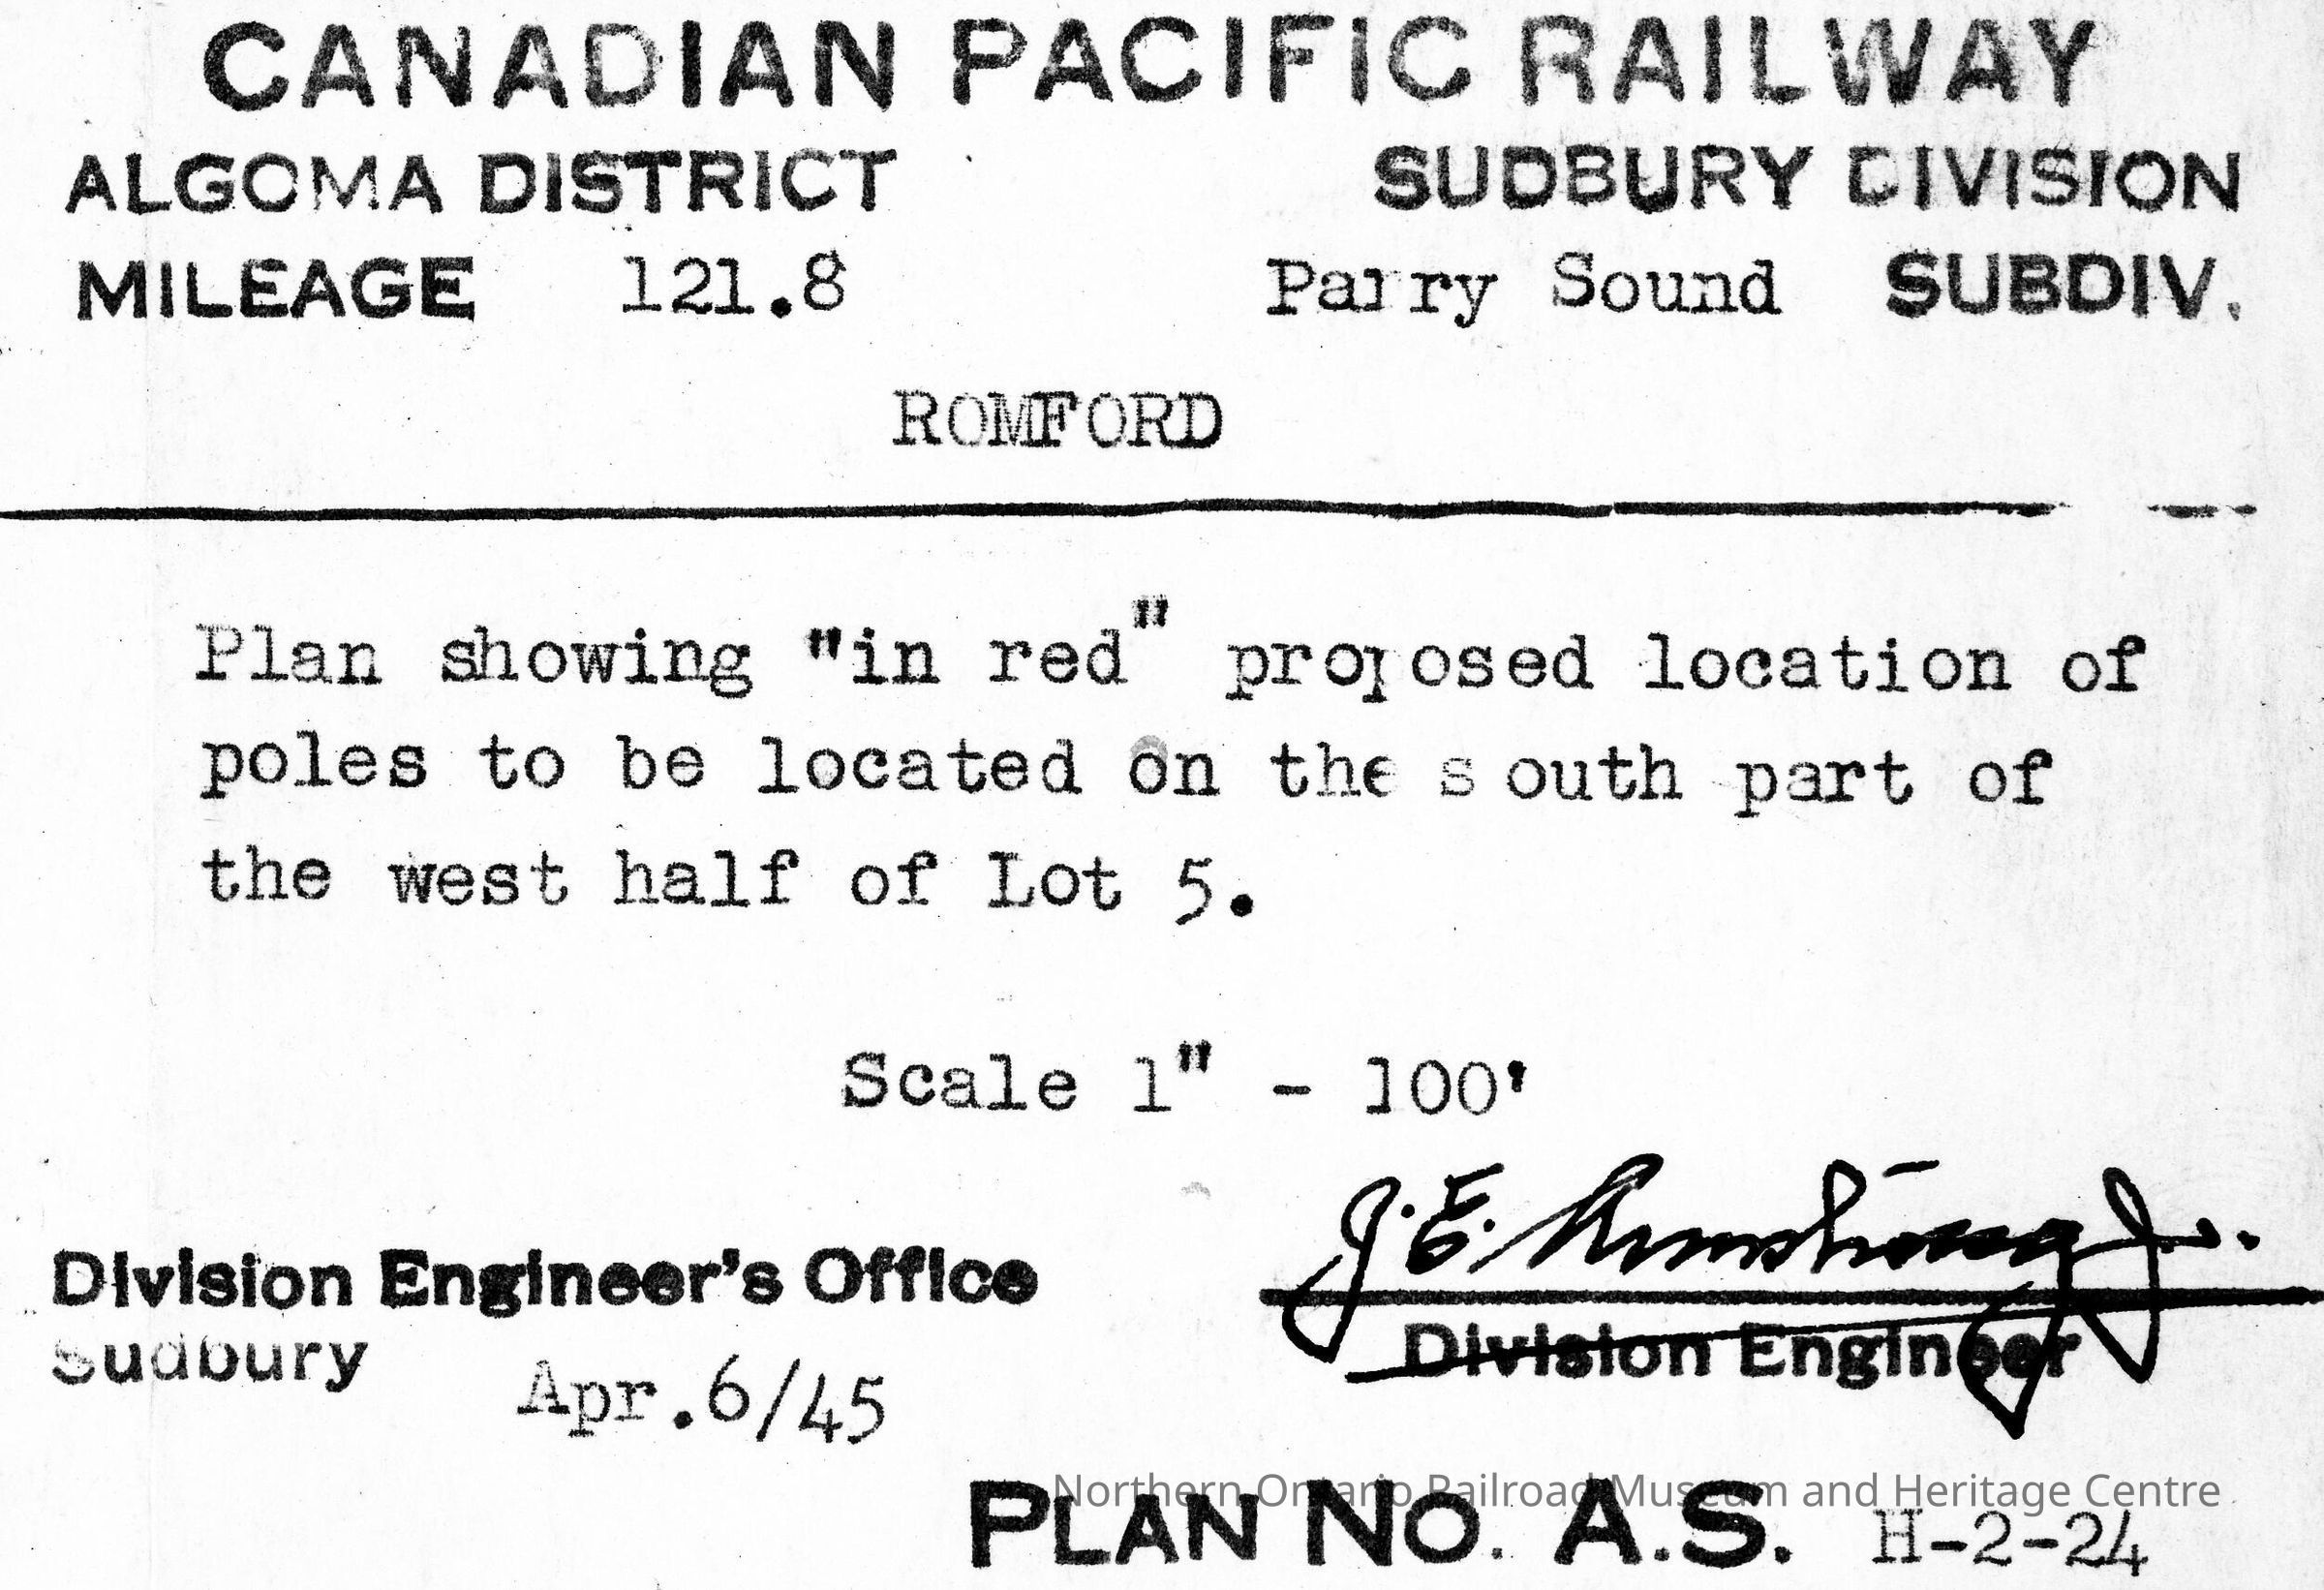 CANADIAN PACIFIC RAILWAY
ALGOMA DISTRICT SUDBURY DIVISION
MILEAGE 121.8 Parry Sound SUBDIV.
ROMFORD
Plan showing "in red" proposed location of
poles to be located on the south part of
the west half of Lot 5.
Scale 1" - 100'
J. E. Armstrong Jr.
Division Engineer's Office
Division Engineer
Sudbury
Apr.6/45
Northern Ontario Railroad Museum and Heritage Centre
PLAN NO. A.S. H-2-24